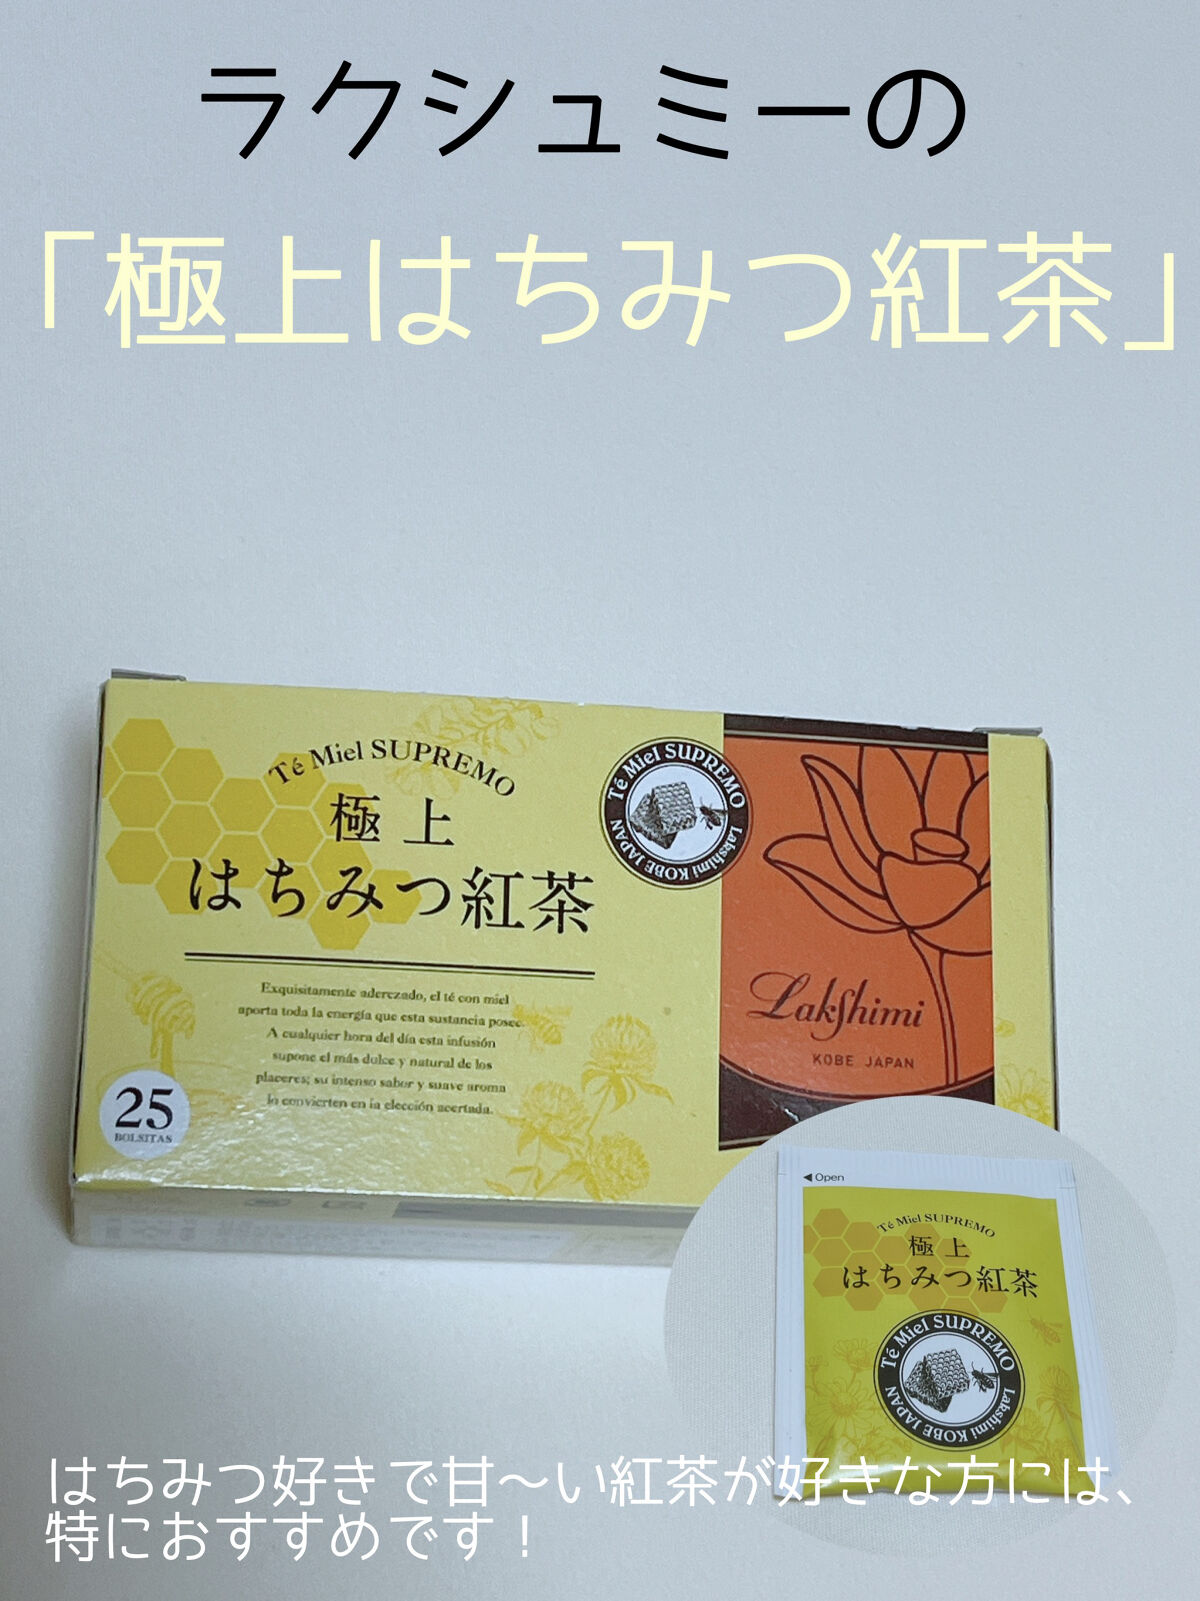 ラクシュミーの
「極上はちみつ紅茶」
Té Miel SUPREMO
極上
はちみつ紅茶
Exquisitamente aderezado, el té con miel
aporta toda la energía que esta sustancia posee.
A cualquier hora del día esta infusión
supone el más dulce y natural de los
placeres; su intenso sabor y suave aroma
lo convierten en la elección acertada.
25
BOLSITAS
Té Miel SUPREMO
Lakshimi KOBE JAPAN
Lakshimi
KOBE JAPAN
◀ Open
Té Miel SUPREMO
極上
はちみつ紅茶
Té Miel SUPREMO
Lakshimi KOBE JAPAN
はちみつ好きで甘〜い紅茶が好きな方には、
特におすすめです！